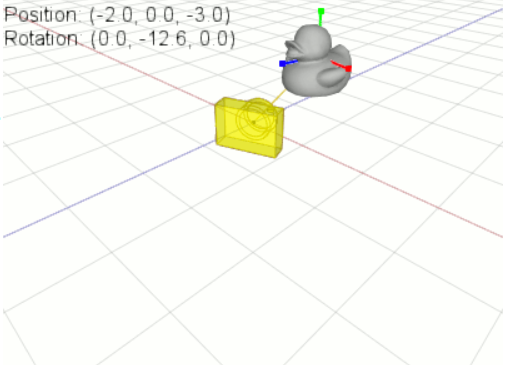 Position: (-2.0, 0.0, -3.0)
Rotation: (0.0, -12.6, 0.0)